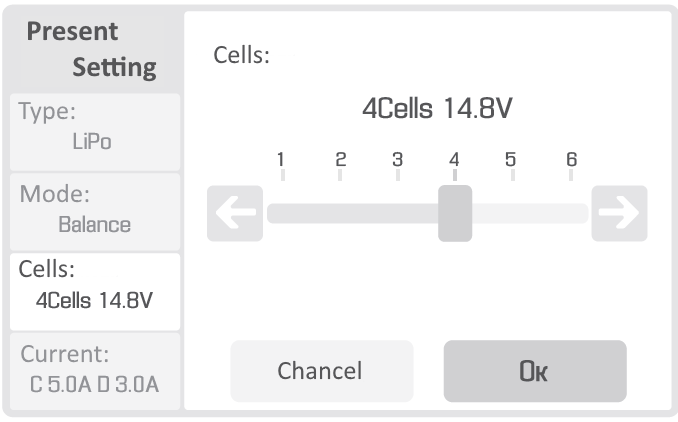 Present
Setting
Type:
LiPo
Mode:
Balance
Cells:
4Cells 14.8V
Current:
C 5.0A D 3.0A
Cells:
4Cells 14.8V
1 2 3 4 5 6
Chancel
Ok